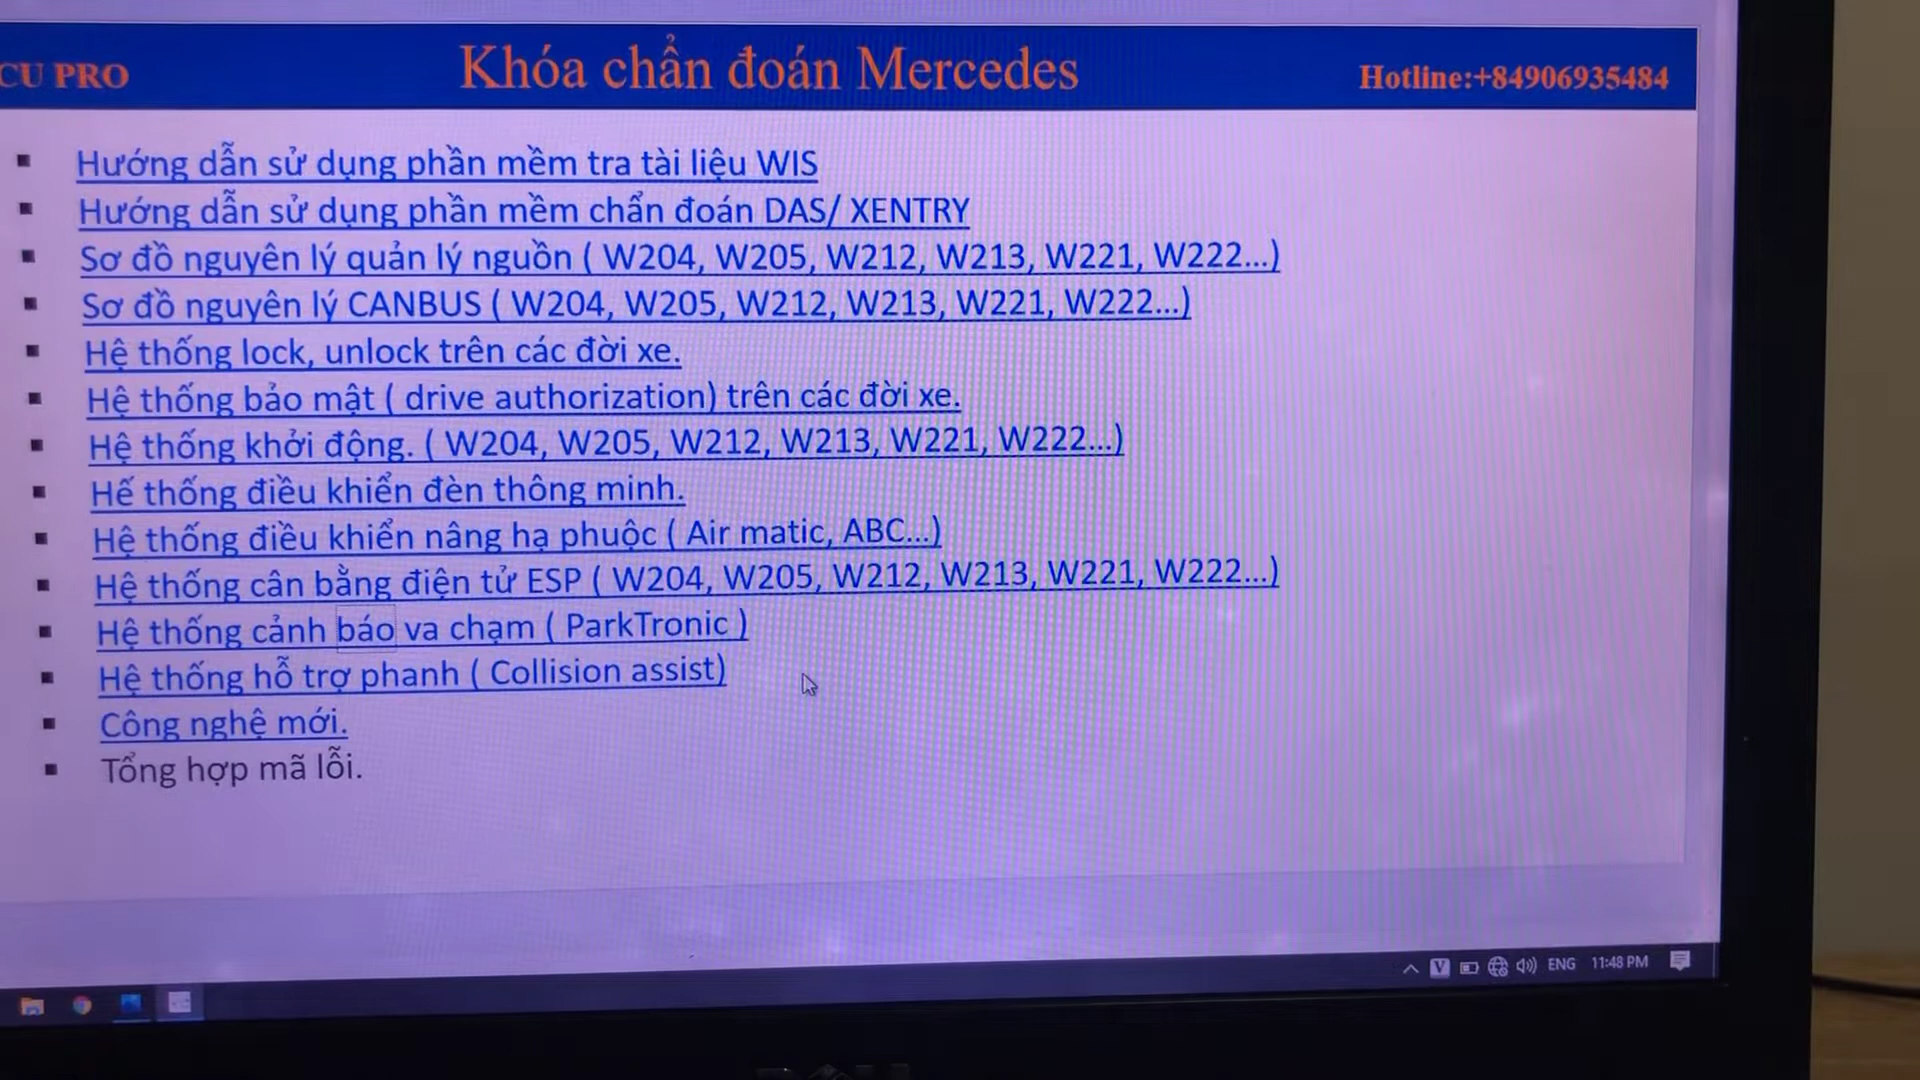 CU PRO
Khóa chẩn đoán Mercedes
Hotline:+84906935484
Hướng dẫn sử dụng phần mềm tra tài liệu WIS
Hướng dẫn sử dụng phần mềm chẩn đoán DAS/ XENTRY
Sơ đồ nguyên lý quản lý nguồn ( W204, W205, W212, W213, W221, W222...)
Sơ đồ nguyên lý CANBUS ( W204, W205, W212, W213, W221, W222...)
Hệ thống lock, unlock trên các đời xe.
Hệ thống bảo mật ( drive authorization) trên các đời xe.
Hệ thống khởi động. ( W204, W205, W212, W213, W221, W222...)
Hế thống điều khiển đèn thông minh.
Hệ thống điều khiển nâng hạ phuộc ( Air matic, ABC...)
Hệ thống cân bằng điện tử ESP ( W204, W205, W212, W213, W221, W222...)
Hệ thống cảnh báo va chạm ( ParkTronic )
Hệ thống hỗ trợ phanh ( Collision assist)
Công nghệ mới.
Tổng hợp mã lỗi.
V ENG 11:48 PM